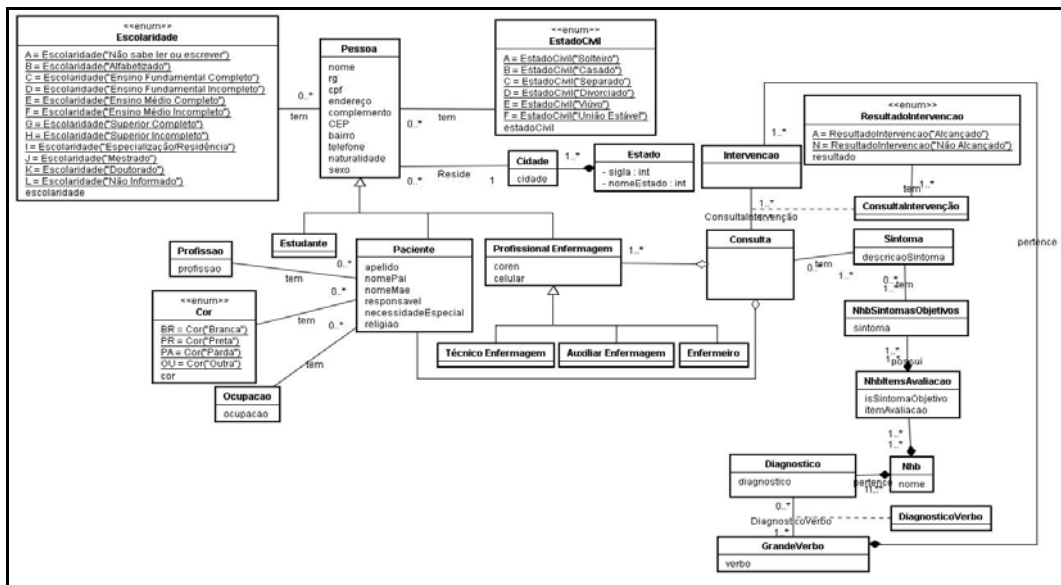 <<enum>>
Escolaridade
A = Escolaridade("Não sabe ler ou escrever")
B = Escolaridade("Alfabetizado")
C = Escolaridade("Ensino Fundamental Completo")
D = Escolaridade("Ensino Fundamental Incompleto")
E = Escolaridade("Ensino Médio Completo")
F = Escolaridade("Ensino Médio Incompleto")
G = Escolaridade("Superior Completo")
H = Escolaridade("Superior Incompleto")
I = Escolaridade("Especialização/Residência")
J = Escolaridade("Mestrado")
K = Escolaridade("Doutorado")
L = Escolaridade("Não Informado")
escolaridade
0..*
tem
Pessoa
nome
rg
cpf
endereço
complemento
CEP
bairro
telefone
naturalidade
sexo
0..*
tem
<<enum>>
EstadoCivil
A = EstadoCivil("Solteiro")
B = EstadoCivil("Casado")
C = EstadoCivil("Separado")
D = EstadoCivil("Divorciado")
E = EstadoCivil("Viúvo")
F = EstadoCivil("União Estável")
estadoCivil
0..*
Reside
1
Cidade
cidade
1..*
Estado
- sigla : int
- nomeEstado : int
1..*
Intervencao
<<enum>>
ResultadoIntervencao
A = ResultadoIntervencao("Alcançado")
N = ResultadoIntervencao("Não Alcançado")
resultado
tem
1..*
ConsultaIntervenção
1..*
ConsultaIntervenção
pertence
Estudante
Profissao
profissao
0..*
tem
Paciente
apelido
nomePai
nomeMae
responsavel
necessidadeEspecial
religiao
Profissional Enfermagem
coren
celular
1..*
Consulta
0..*
tem
1..*
Sintoma
descricaoSintoma
0..*
tem
1..*
<<enum>>
Cor
BR = Cor("Branca")
PR = Cor("Preta")
PA = Cor("Parda")
OU = Cor("Outra")
cor
0..*
tem
0..*
tem
Ocupacao
ocupacao
Técnico Enfermagem
Auxiliar Enfermagem
Enfermeiro
NhbSintomasObjetivos
sintoma
1..*
possui
NhbItensAvaliacao
isSintomaObjetivo
itemAvaliacao
1..*
1..*
Nhb
nome
pertence
Diagnostico
diagnostico
0..*
DiagnosticoVerbo
1..*
DiagnosticoVerbo
GrandeVerbo
verbo